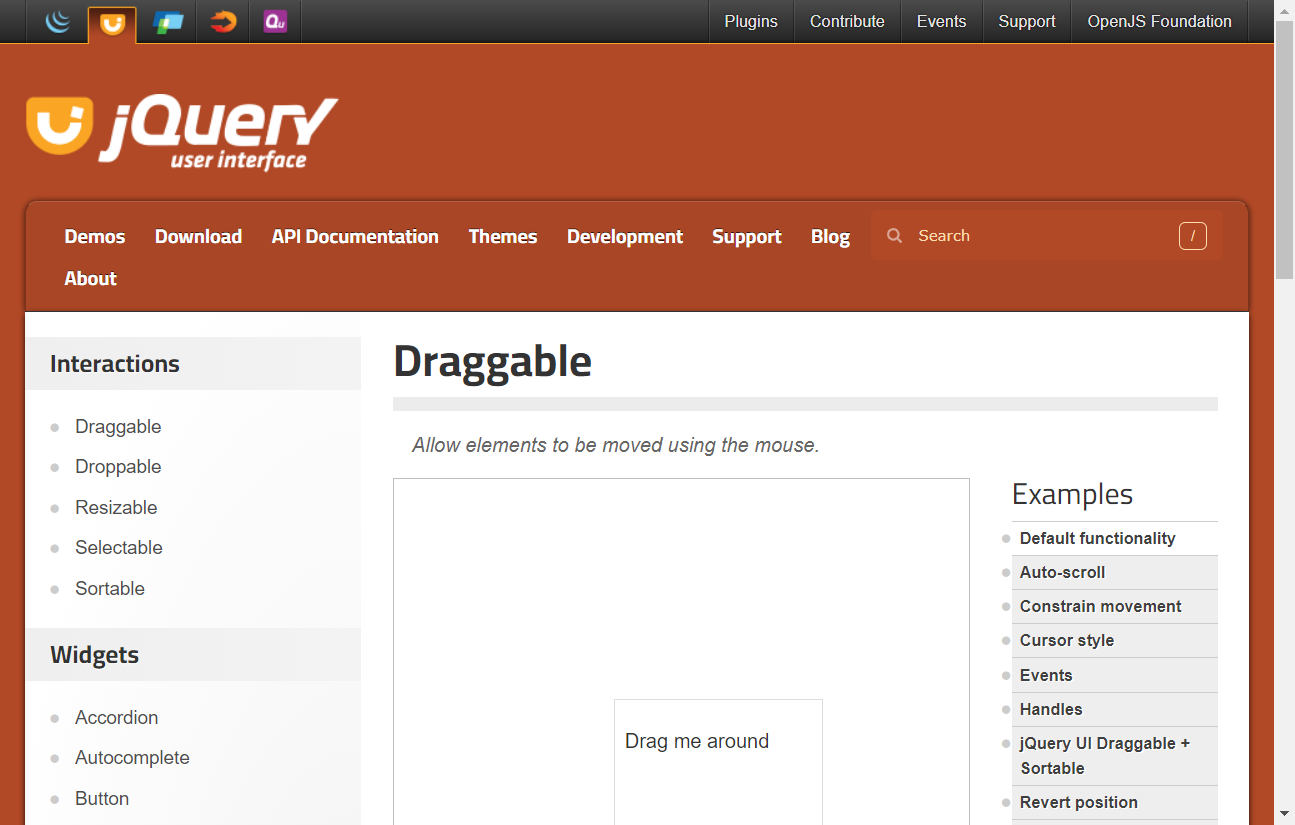 Plugins Contribute Events Support OpenJS Foundation
Qu
jQuery
user interface
Demos Download API Documentation Themes Development Support Blog Search /
About
Interactions
Draggable
Droppable
Resizable
Selectable
Sortable
Widgets
Accordion
Autocomplete
Button
Draggable
Allow elements to be moved using the mouse.
Drag me around
Examples
Default functionality
Auto-scroll
Constrain movement
Cursor style
Events
Handles
jQuery UI Draggable +
Sortable
Revert position